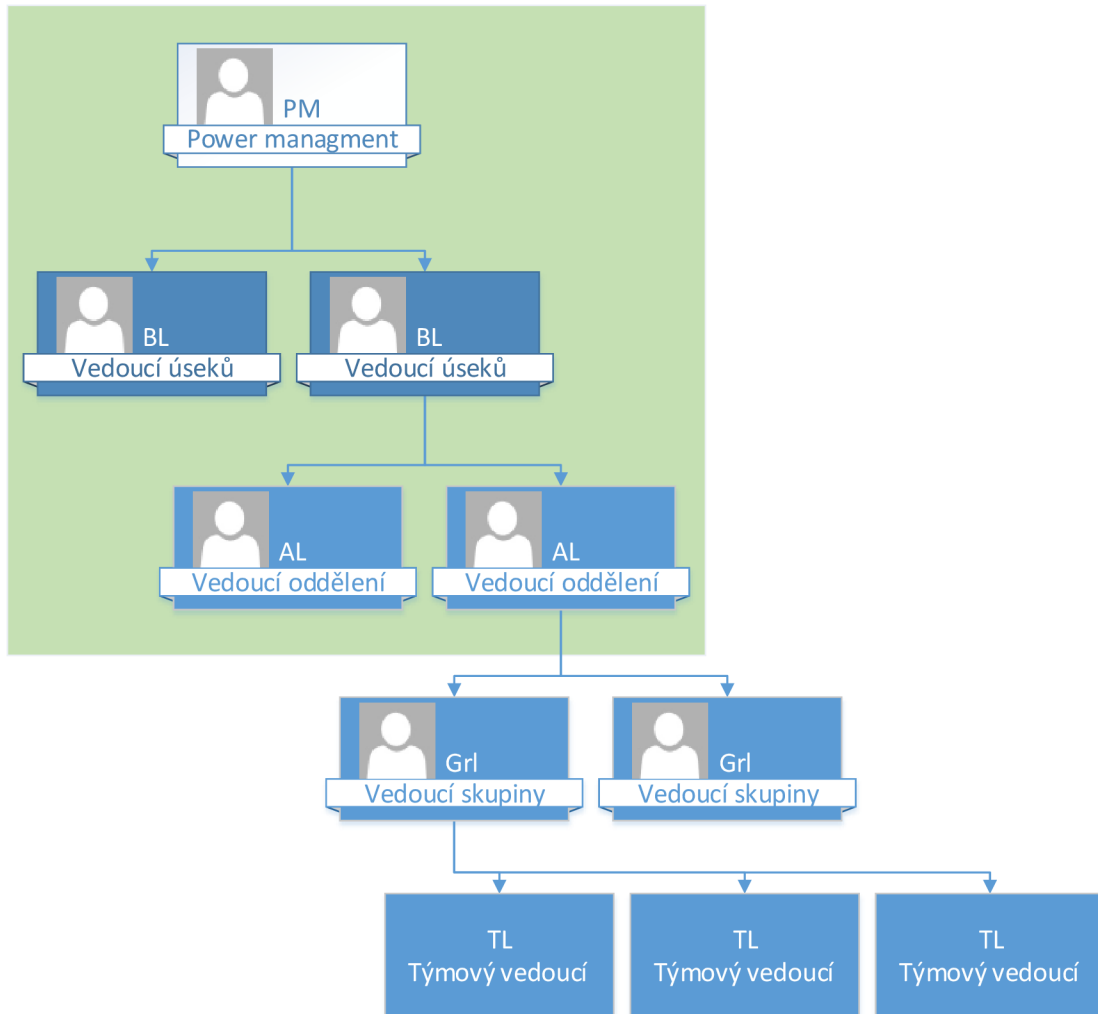 PM
Power managment
BL
Vedoucí úseků
BL
Vedoucí úseků
AL
Vedoucí oddělení
AL
Vedoucí oddělení
Grl
Vedoucí skupiny
Grl
Vedoucí skupiny
TL
Týmový vedoucí
TL
Týmový vedoucí
TL
Týmový vedoucí